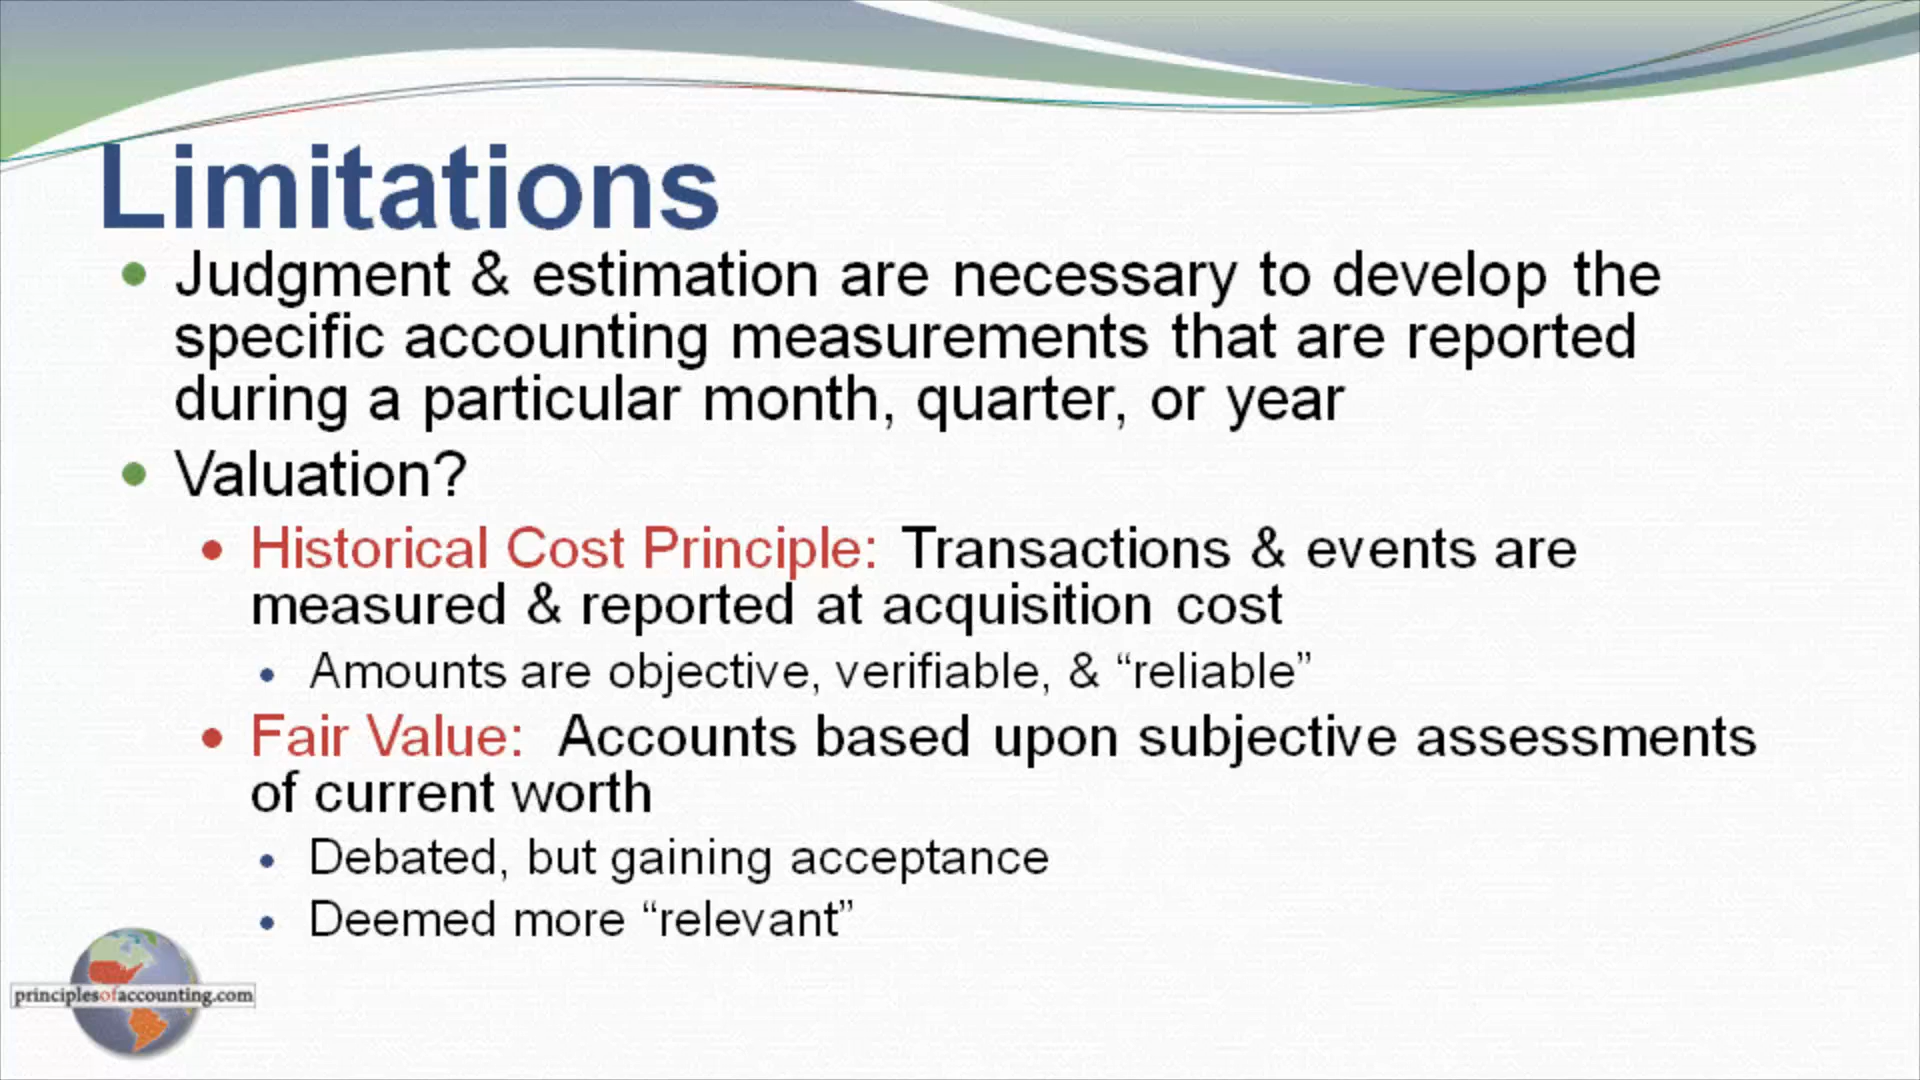 Limitations
Judgment & estimation are necessary to develop the
specific accounting measurements that are reported
during a particular month, quarter, or year
Valuation?
Historical Cost Principle: Transactions & events are
measured & reported at acquisition cost
Amounts are objective, verifiable, & “reliable”
Fair Value: Accounts based upon subjective assessments
of current worth
Debated, but gaining acceptance
Deemed more “relevant”
principlesofaccounting.com